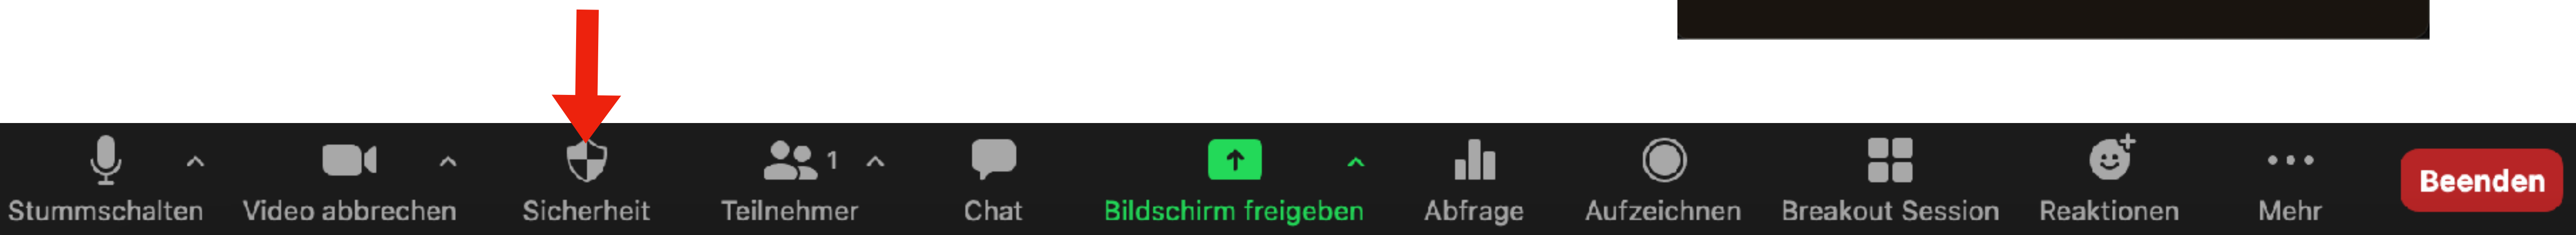 1
Stummschalten Video abbrechen Sicherheit Teilnehmer Chat Bildschirm freigeben Abfrage Aufzeichnen Breakout Session Reaktionen Mehr Beenden